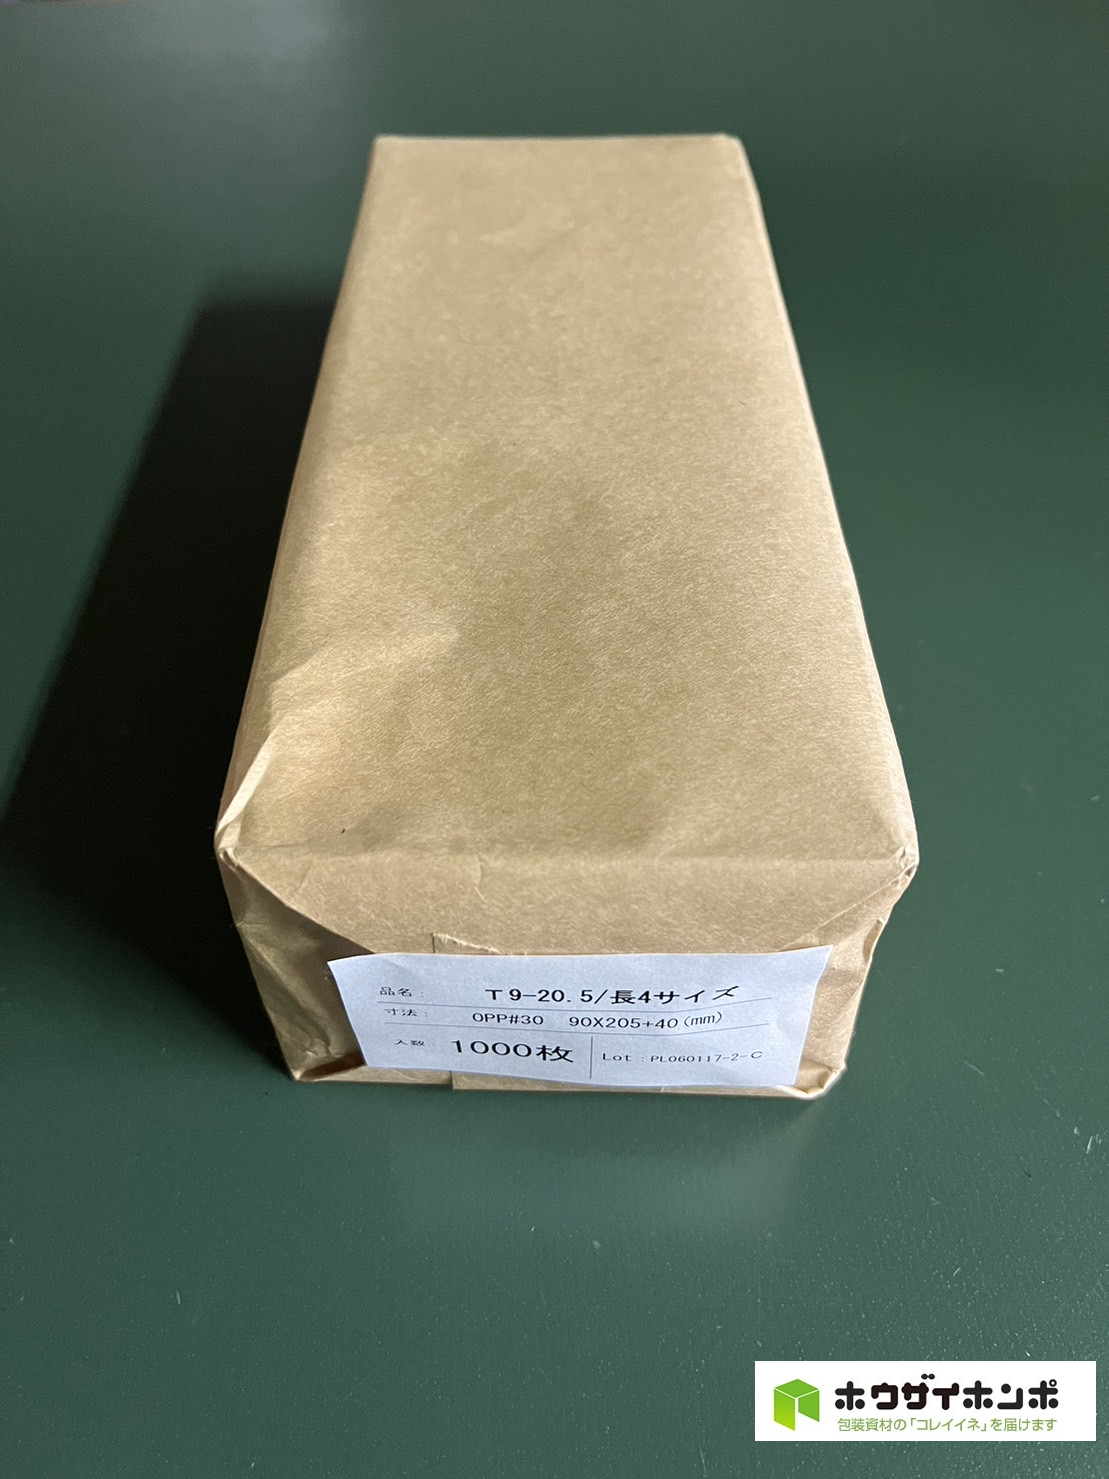 品名: T9-20.5/長4サイズ
寸法: OPP#30 90X205+40(mm)
入数: 1000枚 Lot:PL060117-2-C
ホウザイホンポ
包装資材の「コレイイネ」を届けます